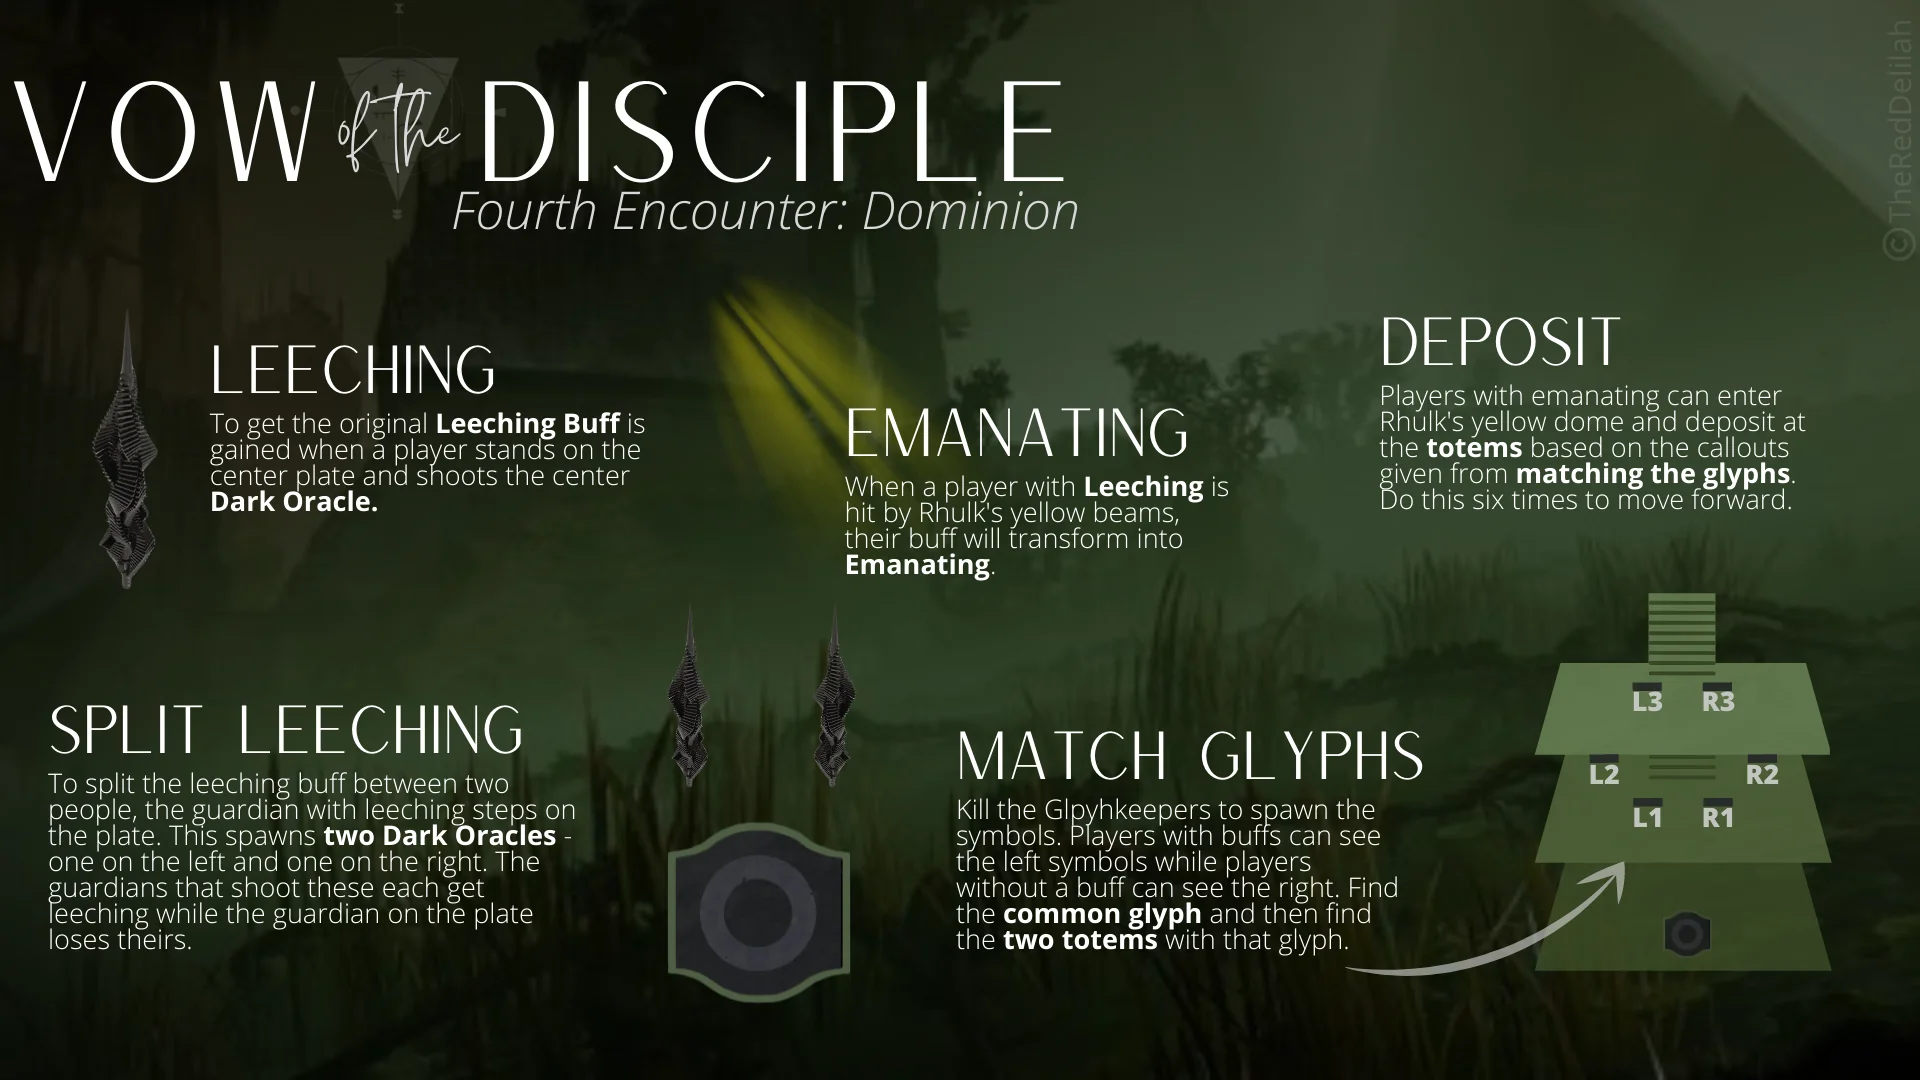 VOW of the DISCIPLE
Fourth Encounter: Dominion
©TheRedDelilah
LEECHING
To get the original Leeching Buff is
gained when a player stands on the
center plate and shoots the center
Dark Oracle.
EMANATING
When a player with Leeching is
hit by Rhulk's yellow beams,
their buff will transform into
Emanating.
DEPOSIT
Players with emanating can enter
Rhulk's yellow dome and deposit at
the totems based on the callouts
given from matching the glyphs.
Do this six times to move forward.
SPLIT LEECHING
To split the leeching buff between two
people, the guardian with leeching steps on
the plate. This spawns two Dark Oracles -
one on the left and one on the right. The
guardians that shoot these each get
leeching while the guardian on the plate
loses theirs.
MATCH GLYPHS
Kill the Glpyhkeepers to spawn the
symbols. Players with buffs can see
the left symbols while players
without a buff can see the right. Find
the common glyph and then find
the two totems with that glyph.
L3 R3
L2 R2
L1 R1